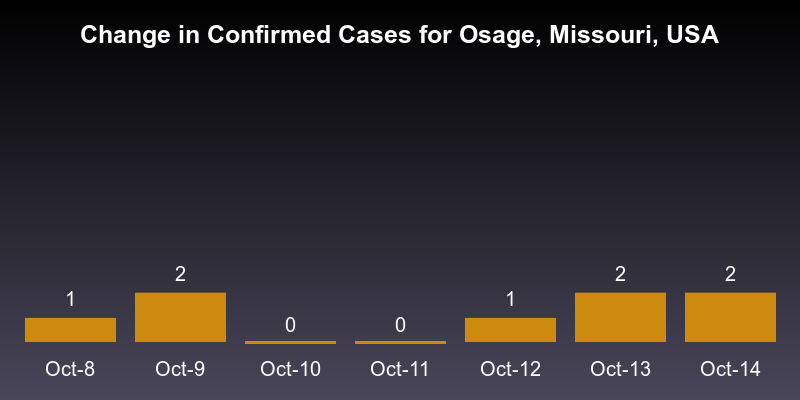 Change in Confirmed Cases for Osage, Missouri, USA
1 2 0 0 1 2 2
Oct-8 Oct-9 Oct-10 Oct-11 Oct-12 Oct-13 Oct-14